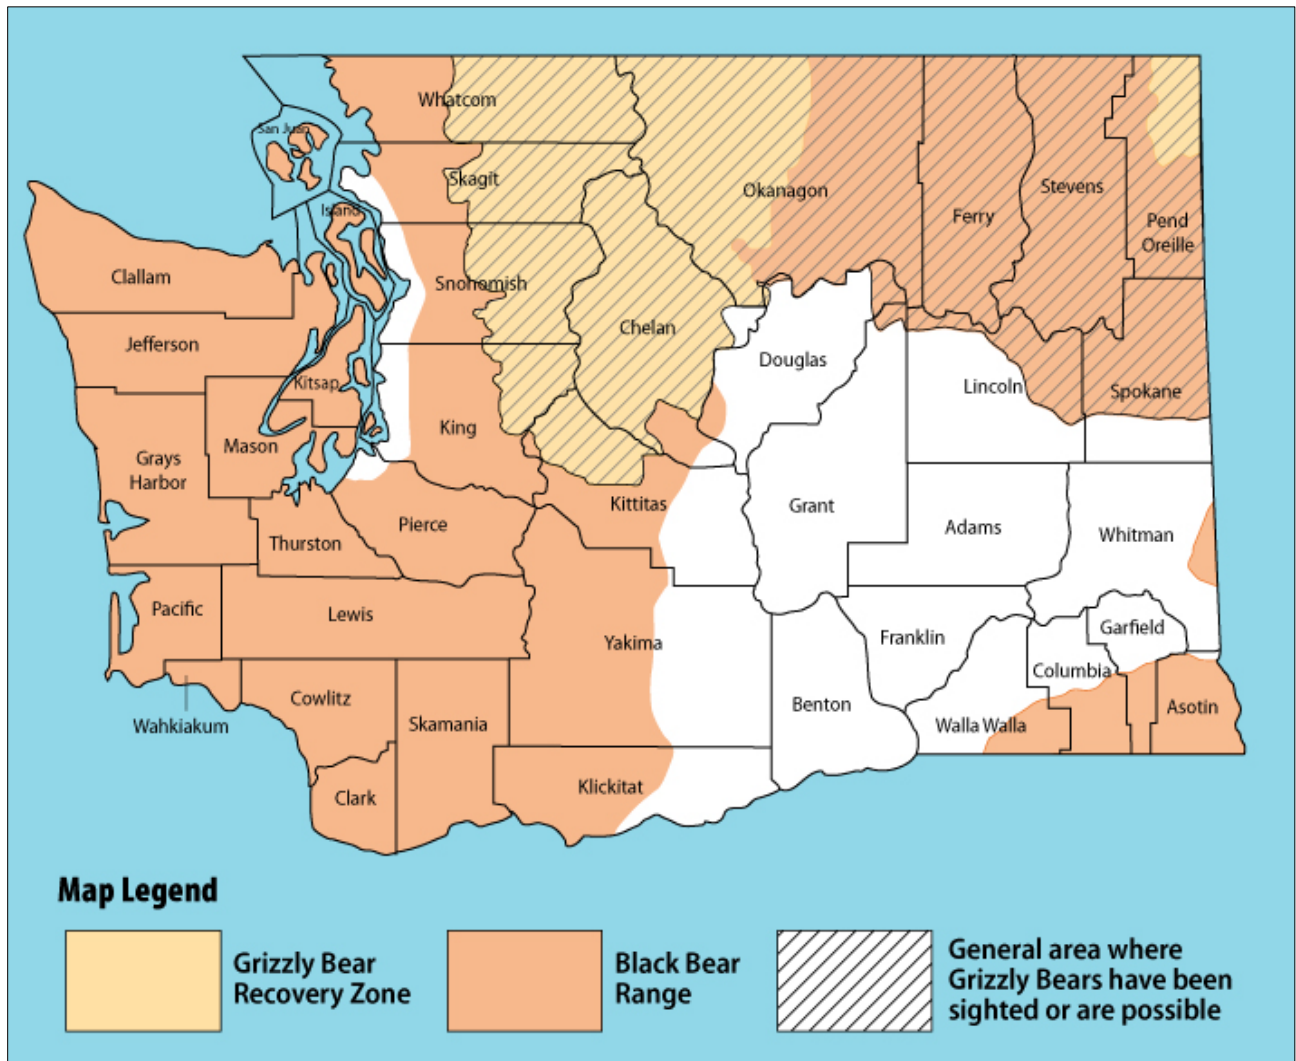 Whatcom
San Juan
Skagit
Island
Okanagon
Stevens
Ferry
Pend
Oreille
Clallam
Snohomish
Chelan
Jefferson
Douglas
Kitsap
Lincoln
Spokane
King
Mason
Grays
Harbor
Kittitas
Grant
Pierce
Adams
Whitman
Thurston
Pacific
Lewis
Yakima
Franklin
Garfield
Columbia
Cowlitz
Benton
Asotin
Wahkiakum
Skamania
Walla Walla
Klickitat
Clark
Map Legend
Grizzly Bear
Recovery Zone
Black Bear
Range
General area where
Grizzly Bears have been
sighted or are possible